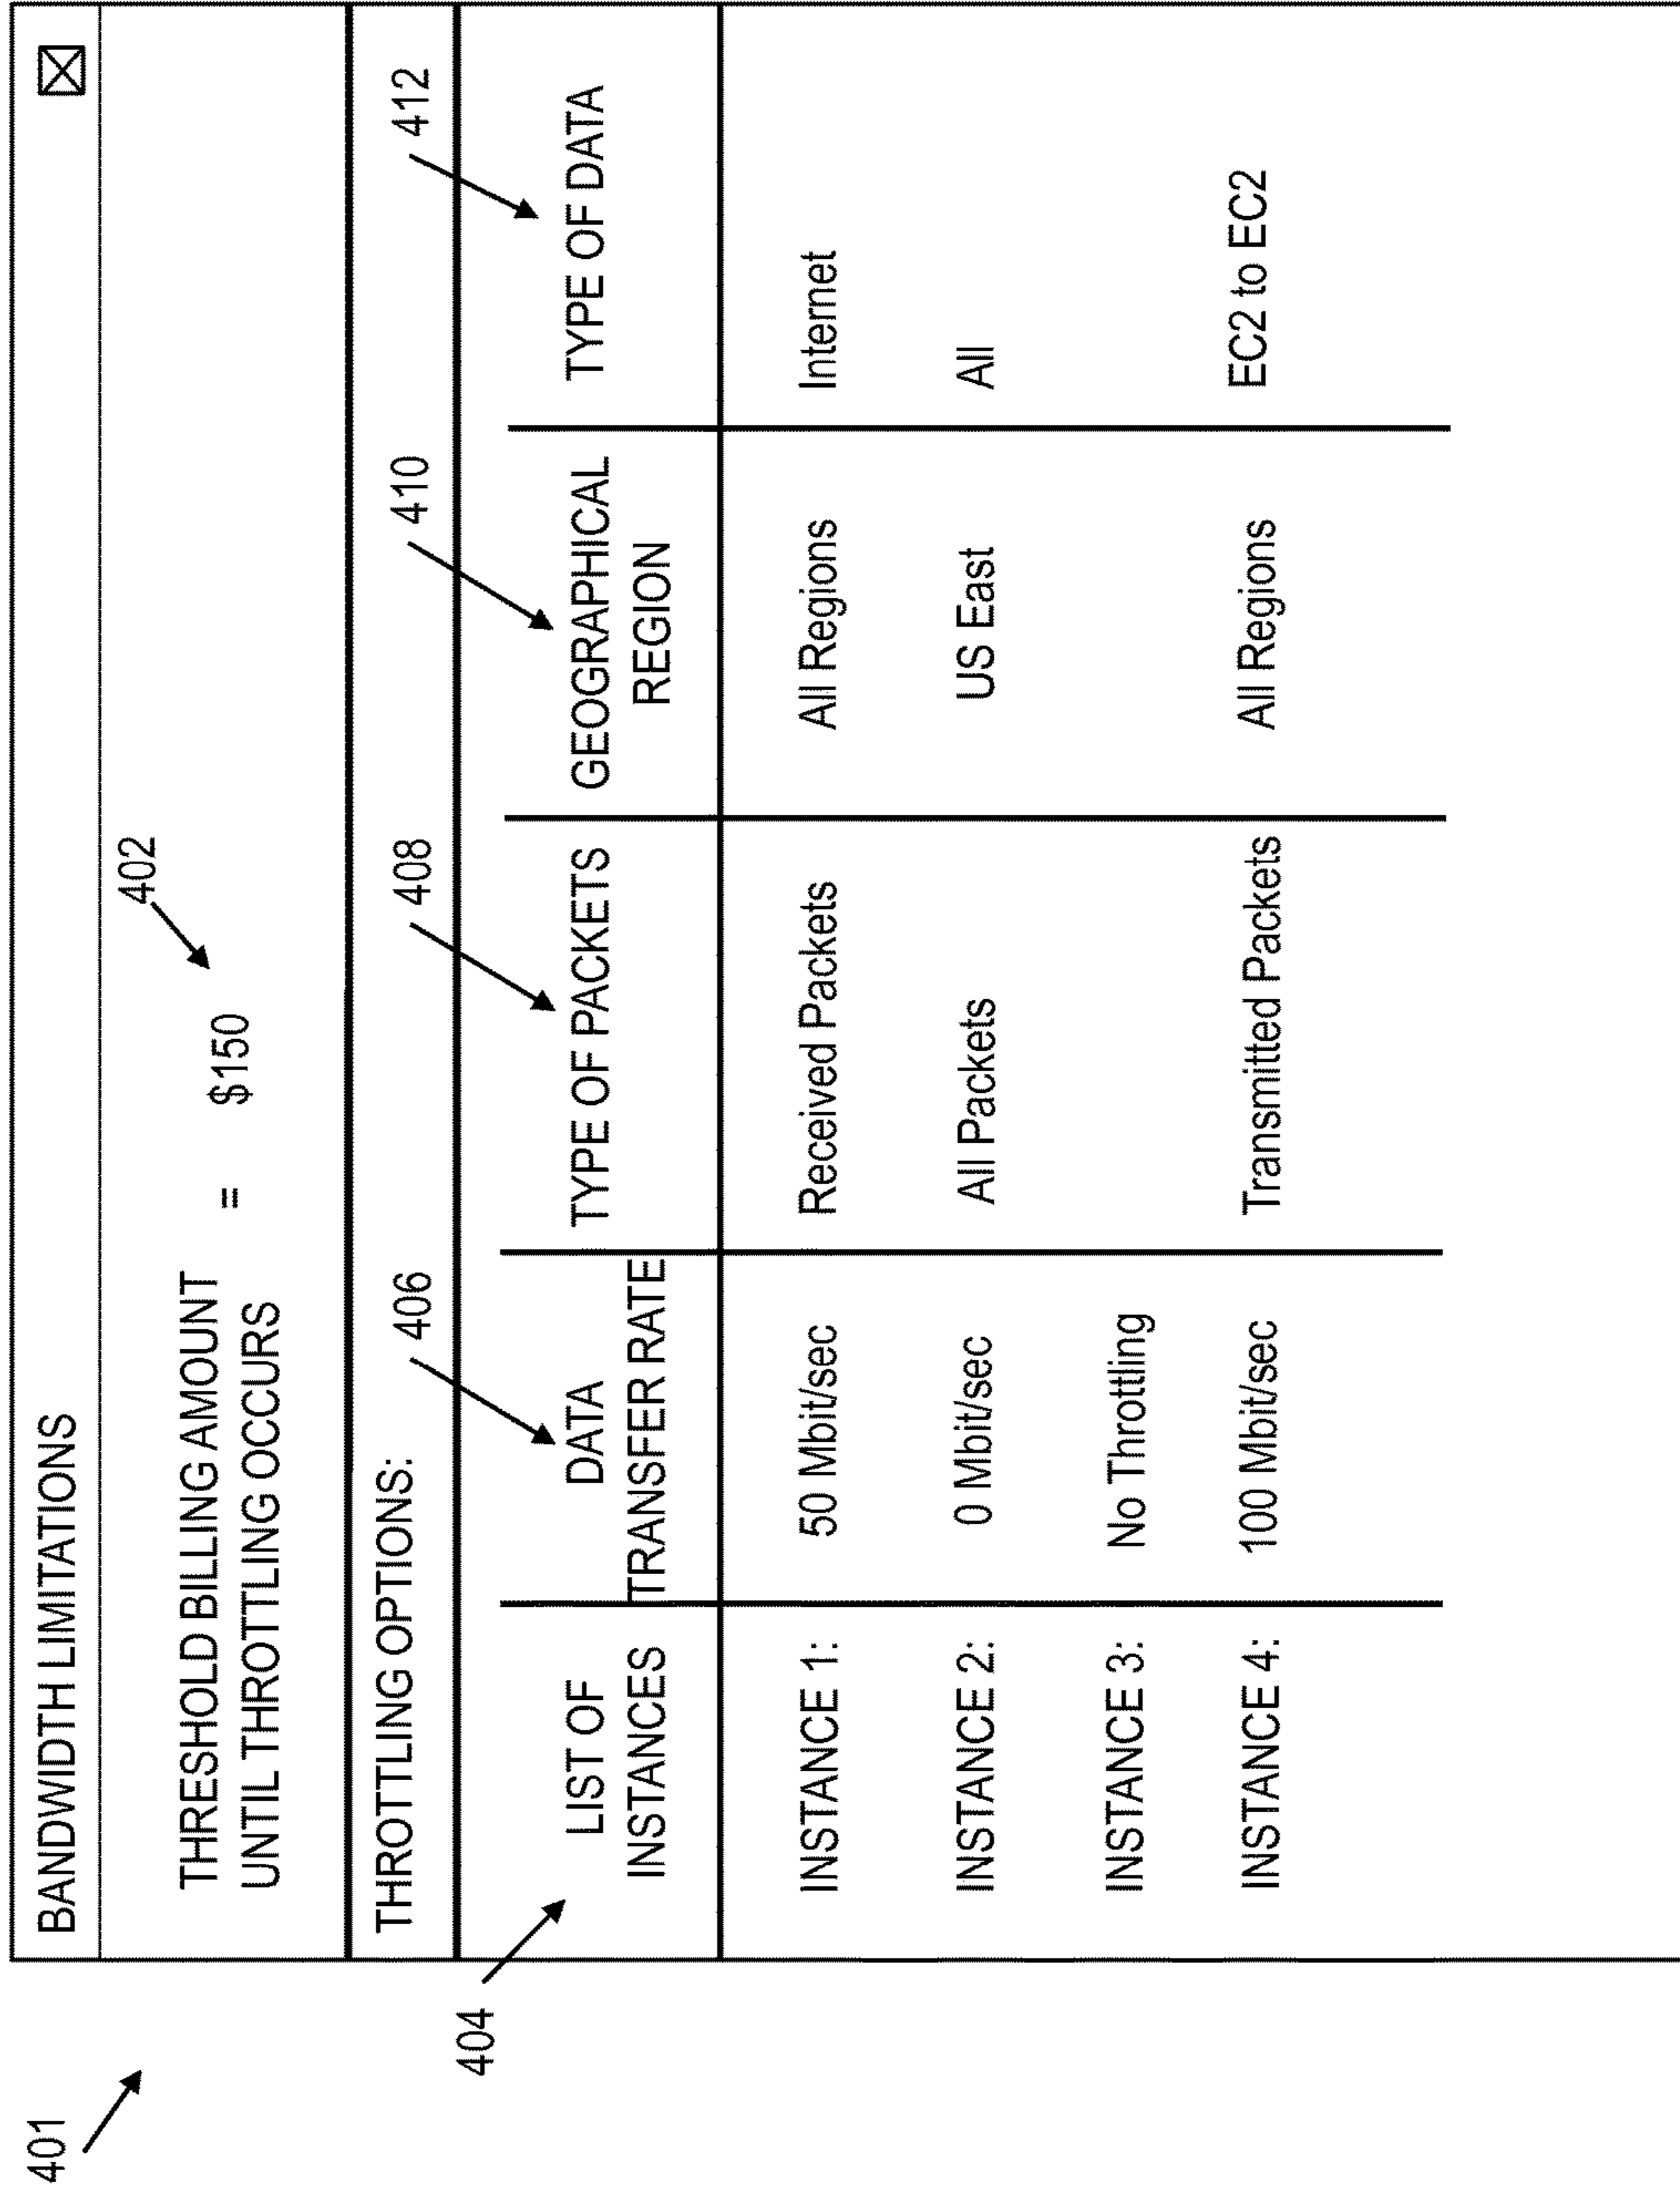 401
BANDWIDTH LIMITATIONS
402
THRESHOLD BILLING AMOUNT
UNTIL THROTTLING OCCURS
= $150
THROTTLING OPTIONS:
406
408
410
412
404
LIST OF
INSTANCES
DATA
TRANSFER RATE
TYPE OF PACKETS
GEOGRAPHICAL
REGION
TYPE OF DATA
INSTANCE 1: 50 Mbit/sec Received Packets All Regions Internet
INSTANCE 2: 0 Mbit/sec All Packets US East All
INSTANCE 3: No Throttling
INSTANCE 4: 100 Mbit/sec Transmitted Packets All Regions EC2 to EC2